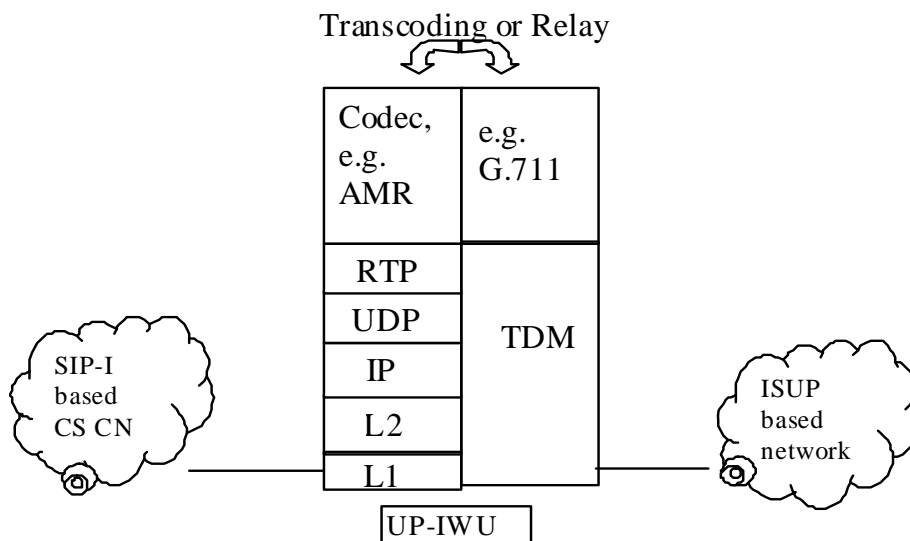 Transcoding or Relay
Codec,
e.g.
AMR
e.g.
G.711
RTP
UDP
IP
L2
L1
TDM
SIP-I
based
CS CN
ISUP
based
network
UP-IWU